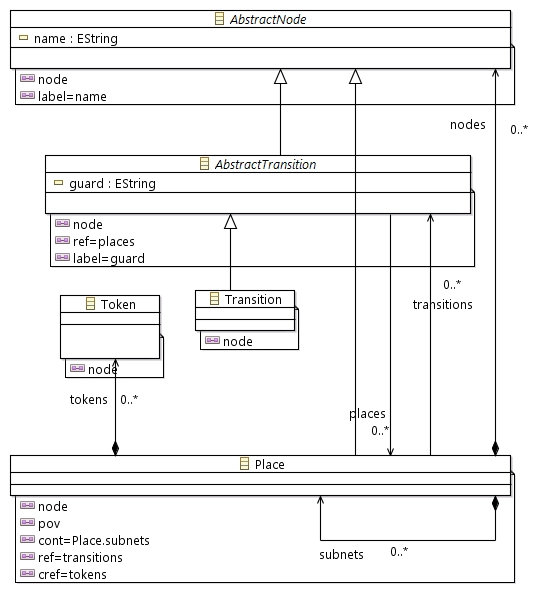 AbstractNode
name : EString
node
label=name
nodes
0..*
AbstractTransition
guard : EString
node
ref=places
label=guard
0..*
transitions
Token
node
Transition
node
tokens
0..*
places
0..*
Place
node
pov
cont=Place.subnets
ref=transitions
cref=tokens
subnets
0..*